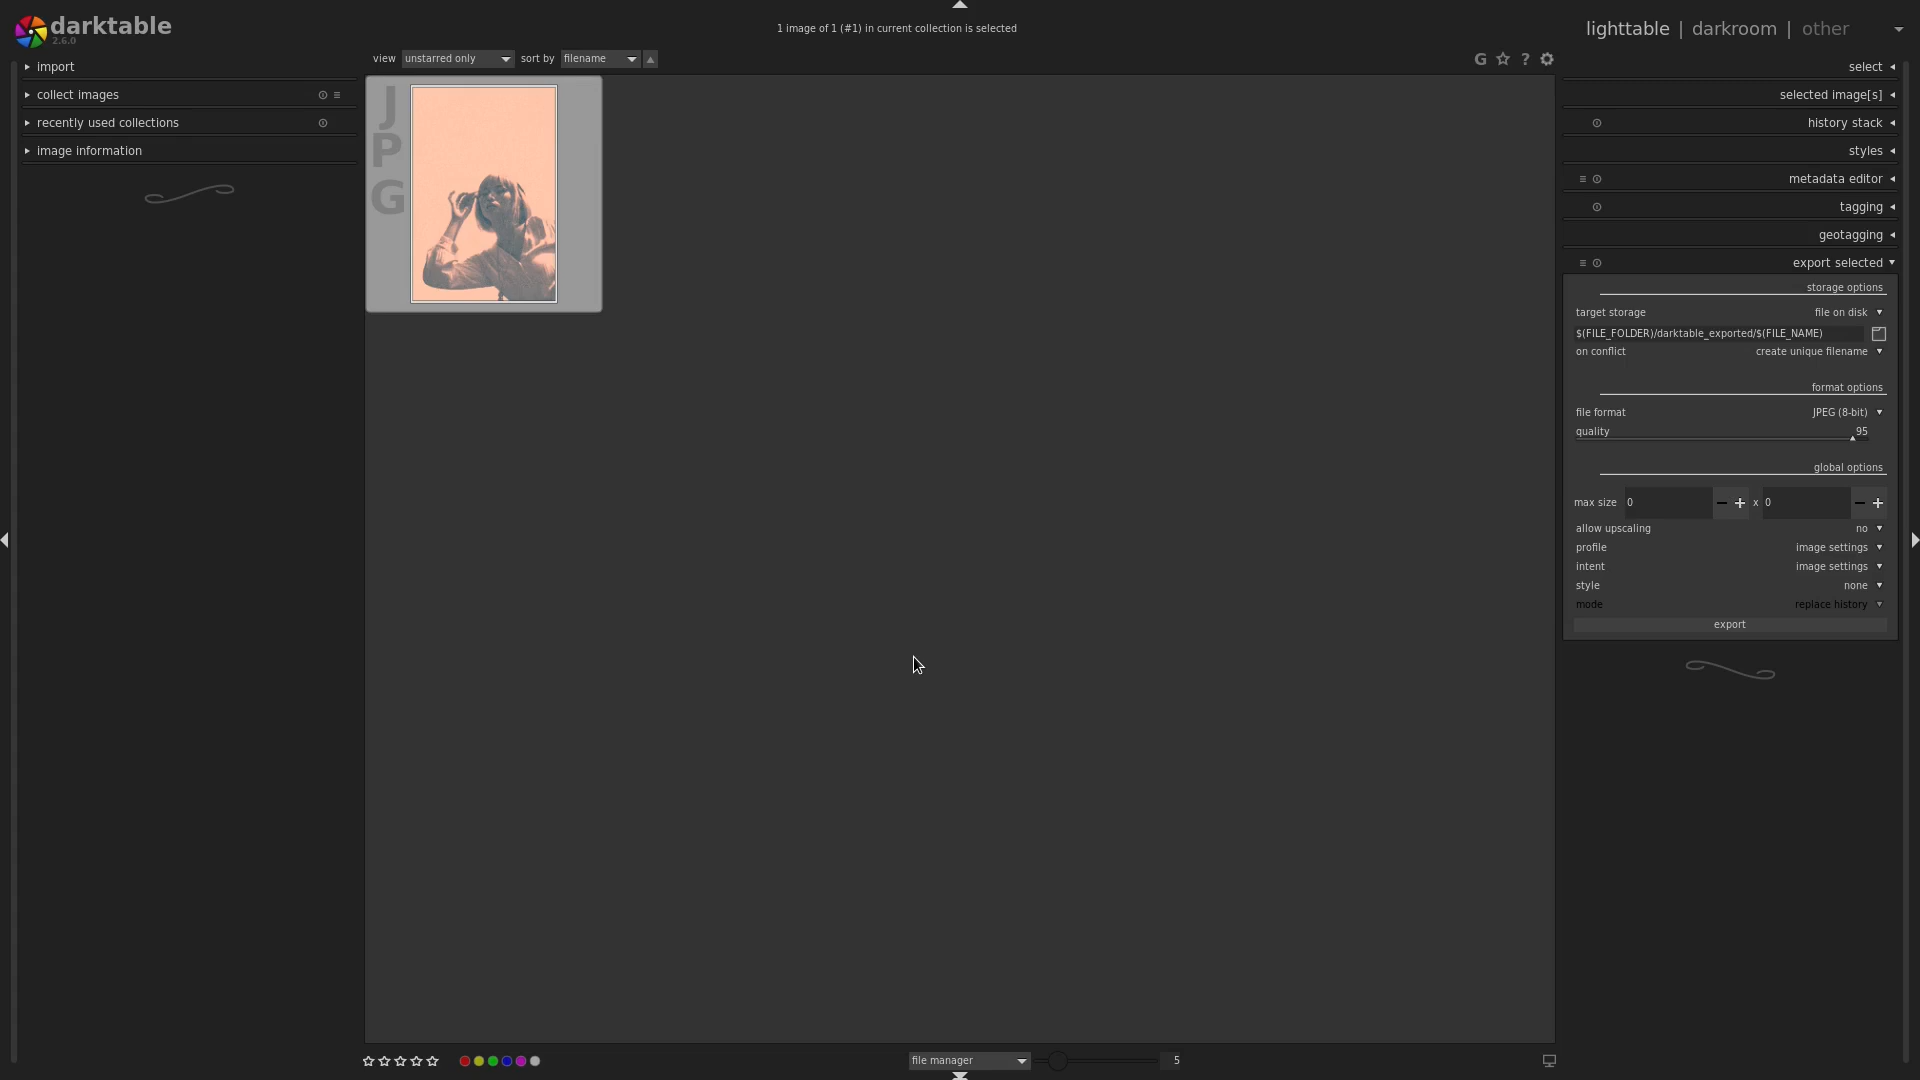 darktable
2.6.0
1 image of 1 (#1) in current collection is selected
lighttable | darkroom | other
import
collect images
recently used collections
image information
view unstarred only sort by filename
G ?
J
P
G
select
selected image[s]
history stack
styles
metadata editor
tagging
geotagging
export selected
storage options
target storage file on disk
$(FILE_FOLDER)/darktable_exported/$(FILE_NAME)
on conflict create unique filename
format options
file format JPEG (8-bit)
quality 95
global options
max size 0 x 0
allow upscaling no
profile image settings
intent image settings
style none
mode replace history
export
file manager 5